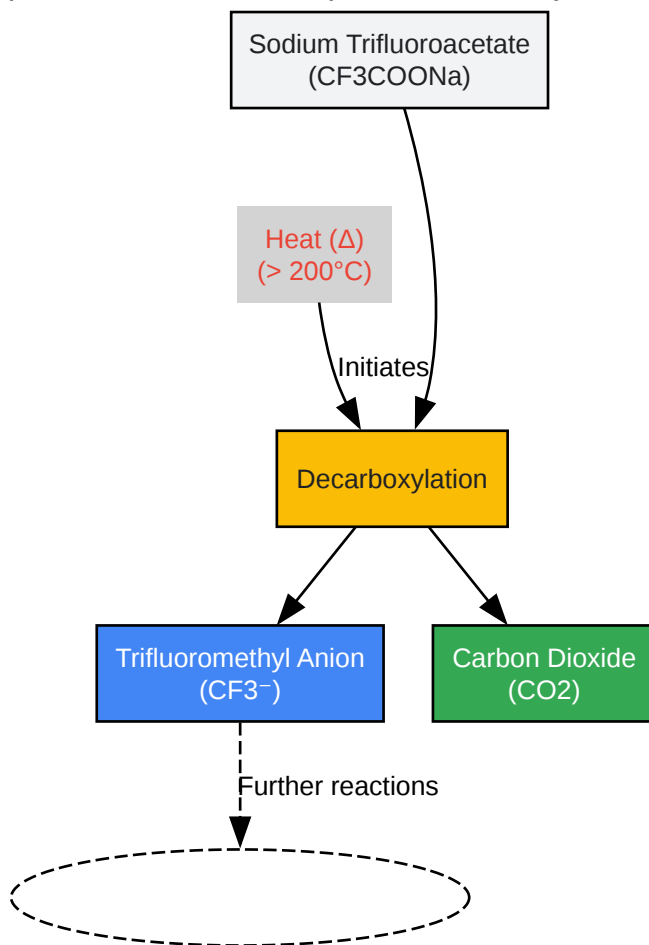 Sodium Trifluoroacetate
(CF3COONa)
Heat (Δ)
(> 200°C)
Initiates
Decarboxylation
Trifluoromethyl Anion
(CF3⁻)
Carbon Dioxide
(CO2)
Further reactions